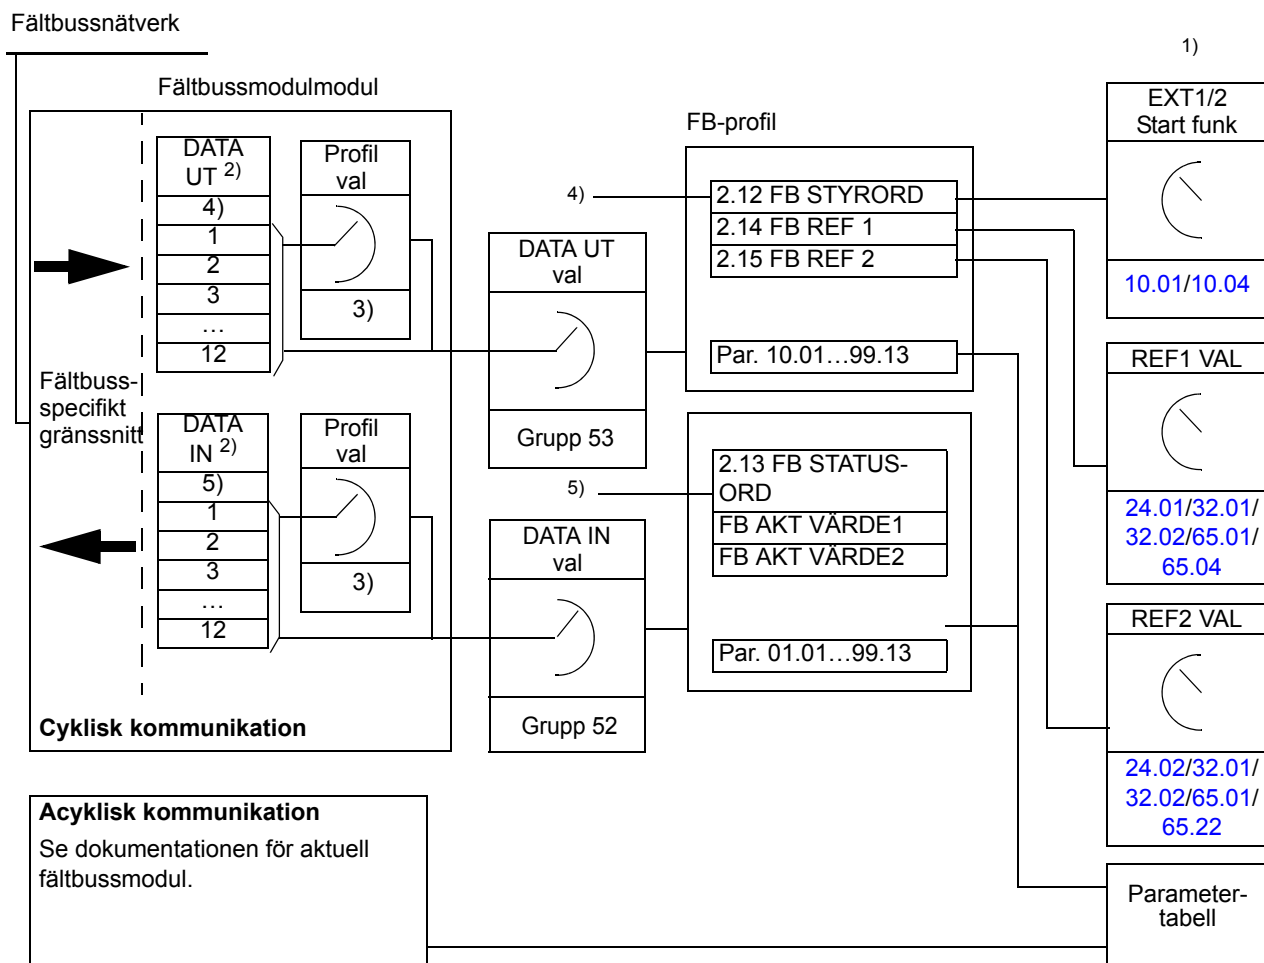 Fältbussnätverk
1)
Fältbussmodulmodul
FB-profil
EXT1/2
Start funk
10.01/10.04
DATA
UT 2)
4)
1
2
3
…
12
Profil
val
3)
4)
DATA UT
val
Grupp 53
2.12 FB STYRORD
2.14 FB REF 1
2.15 FB REF 2
Par. 10.01…99.13
REF1 VAL
24.01/32.01/
32.02/65.01/
65.04
Fältbuss-
specifikt
gränssnitt
DATA
IN 2)
5)
1
2
3
…
12
Profil
val
3)
5)
DATA IN
val
Grupp 52
2.13 FB STATUS-
ORD
FB AKT VÄRDE1
FB AKT VÄRDE2
Par. 01.01…99.13
REF2 VAL
24.02/32.01/
32.02/65.01/
65.22
Cyklisk kommunikation
Acyklisk kommunikation
Se dokumentationen för aktuell
fältbussmodul.
Parameter-
tabell